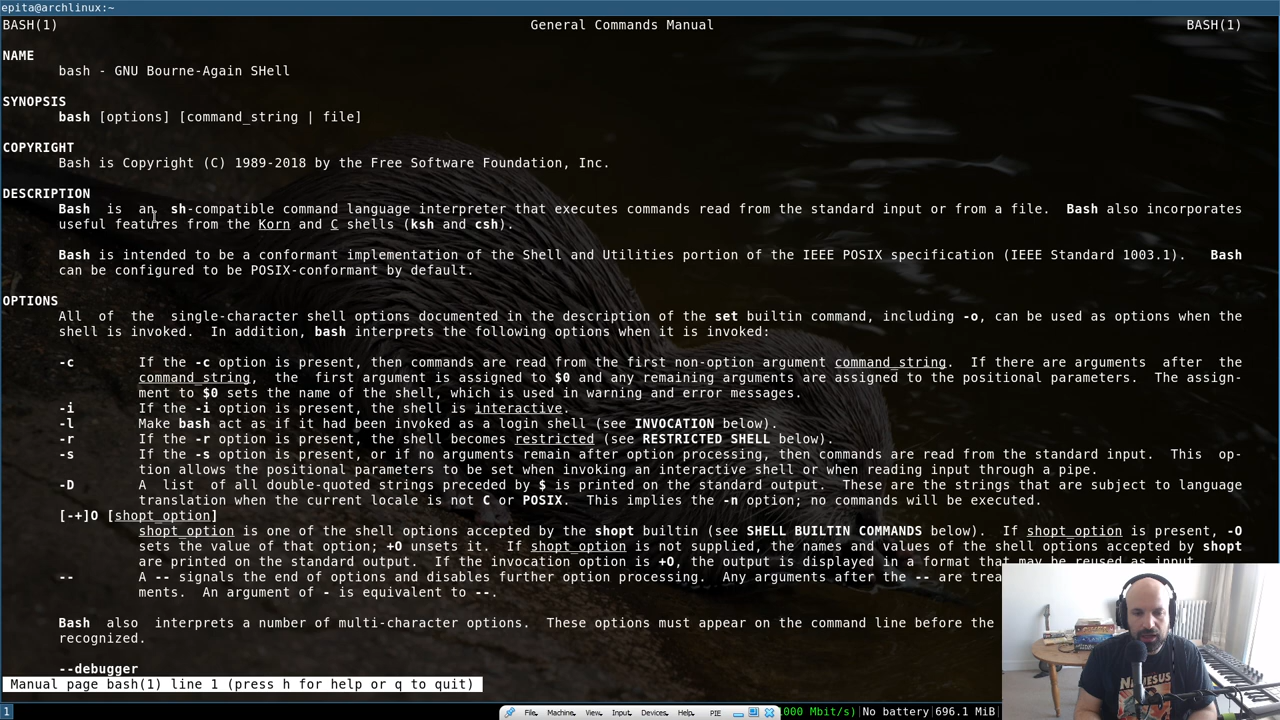 epita@archlinux:~
BASH(1) General Commands Manual BASH(1)
NAME
bash - GNU Bourne-Again SHell
SYNOPSIS
bash [options] [command_string | file]
COPYRIGHT
Bash is Copyright (C) 1989-2018 by the Free Software Foundation, Inc.
DESCRIPTION
Bash is an sh-compatible command language interpreter that executes commands read from the standard input or from a file. Bash also incorporates
useful features from the Korn and C shells (ksh and csh).
Bash is intended to be a conformant implementation of the Shell and Utilities portion of the IEEE POSIX specification (IEEE Standard 1003.1). Bash
can be configured to be POSIX-conformant by default.
OPTIONS
All of the single-character shell options documented in the description of the set builtin command, including -o, can be used as options when the
shell is invoked. In addition, bash interprets the following options when it is invoked:
-c If the -c option is present, then commands are read from the first non-option argument command_string. If there are arguments after the
command_string, the first argument is assigned to $0 and any remaining arguments are assigned to the positional parameters. The assign-
ment to $0 sets the name of the shell, which is used in warning and error messages.
-i If the -i option is present, the shell is interactive.
-l Make bash act as if it had been invoked as a login shell (see INVOCATION below).
-r If the -r option is present, the shell becomes restricted (see RESTRICTED SHELL below).
-s If the -s option is present, or if no arguments remain after option processing, then commands are read from the standard input. This op-
tion allows the positional parameters to be set when invoking an interactive shell or when reading input through a pipe.
-D A list of all double-quoted strings preceded by $ is printed on the standard output. These are the strings that are subject to language
translation when the current locale is not C or POSIX. This implies the -n option; no commands will be executed.
[-+]O [shopt_option]
shopt_option is one of the shell options accepted by the shopt builtin (see SHELL BUILTIN COMMANDS below). If shopt_option is present, -O
sets the value of that option; +O unsets it. If shopt_option is not supplied, the names and values of the shell options accepted by shopt
are printed on the standard output. If the invocation option is +O, the output is displayed in a format that may be reused as input.
-- A -- signals the end of options and disables further option processing. Any arguments after the -- are trea
ments. An argument of - is equivalent to --.
Bash also interprets a number of multi-character options. These options must appear on the command line before the
recognized.
--debugger
Manual page bash(1) line 1 (press h for help or q to quit)
1 File Machine View Input Devices Help PIE 000 Mbit/s) No battery 696.1 MiB